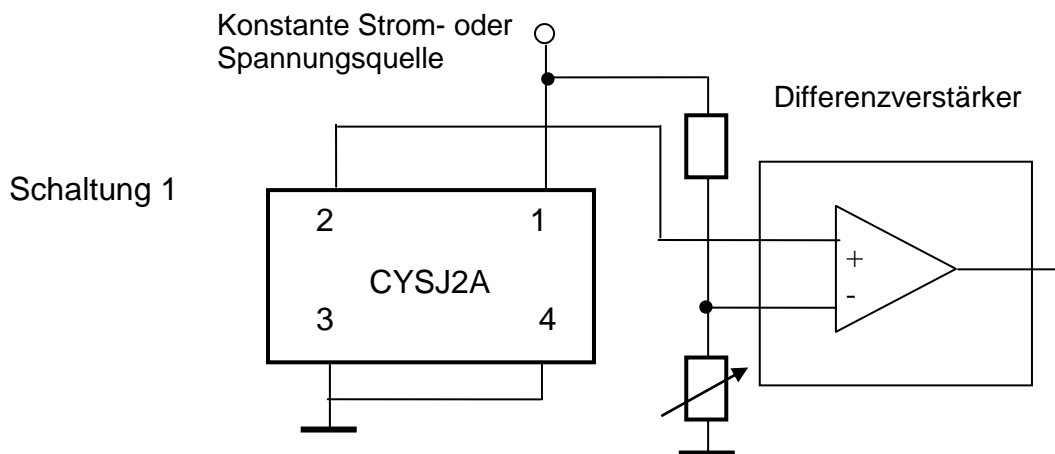 Konstante Strom- oder
Spannungsquelle
Differenzverstärker
Schaltung 1
2 1
CYSJ2A
3 4
+
-